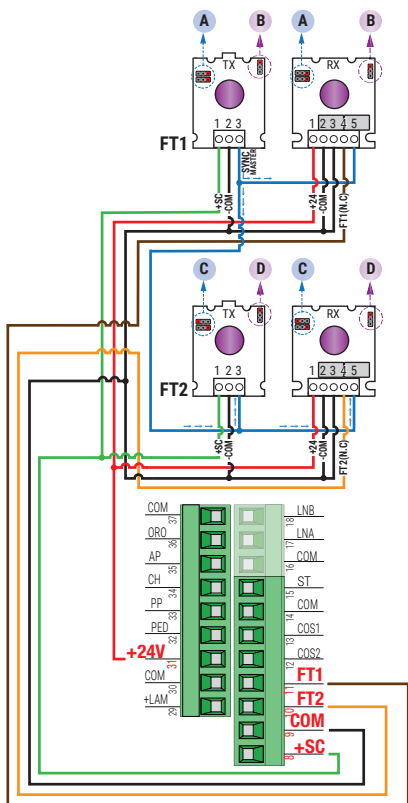 A B A B
TX RX
1 2 3 1 2 3 4 5 1
FT1
+SC
-COM
SYNC
MASTER
+24
-COM
FT1(N.C)
C D C D
TX RX
1 2 3 1 2 3 4 5
FT2
+SC
-COM
+24
-COM
FT2(N.C)
COM 37
ORO 36
AP 35
CH 34
PP 33
PED 32
+24V 31
COM 30
+LAM 29
LNB 18
LNA 17
COM 16
ST 15
COM 14
COS1 13
COS2 12
FT1 11
FT2 10
COM 9
+SC 8